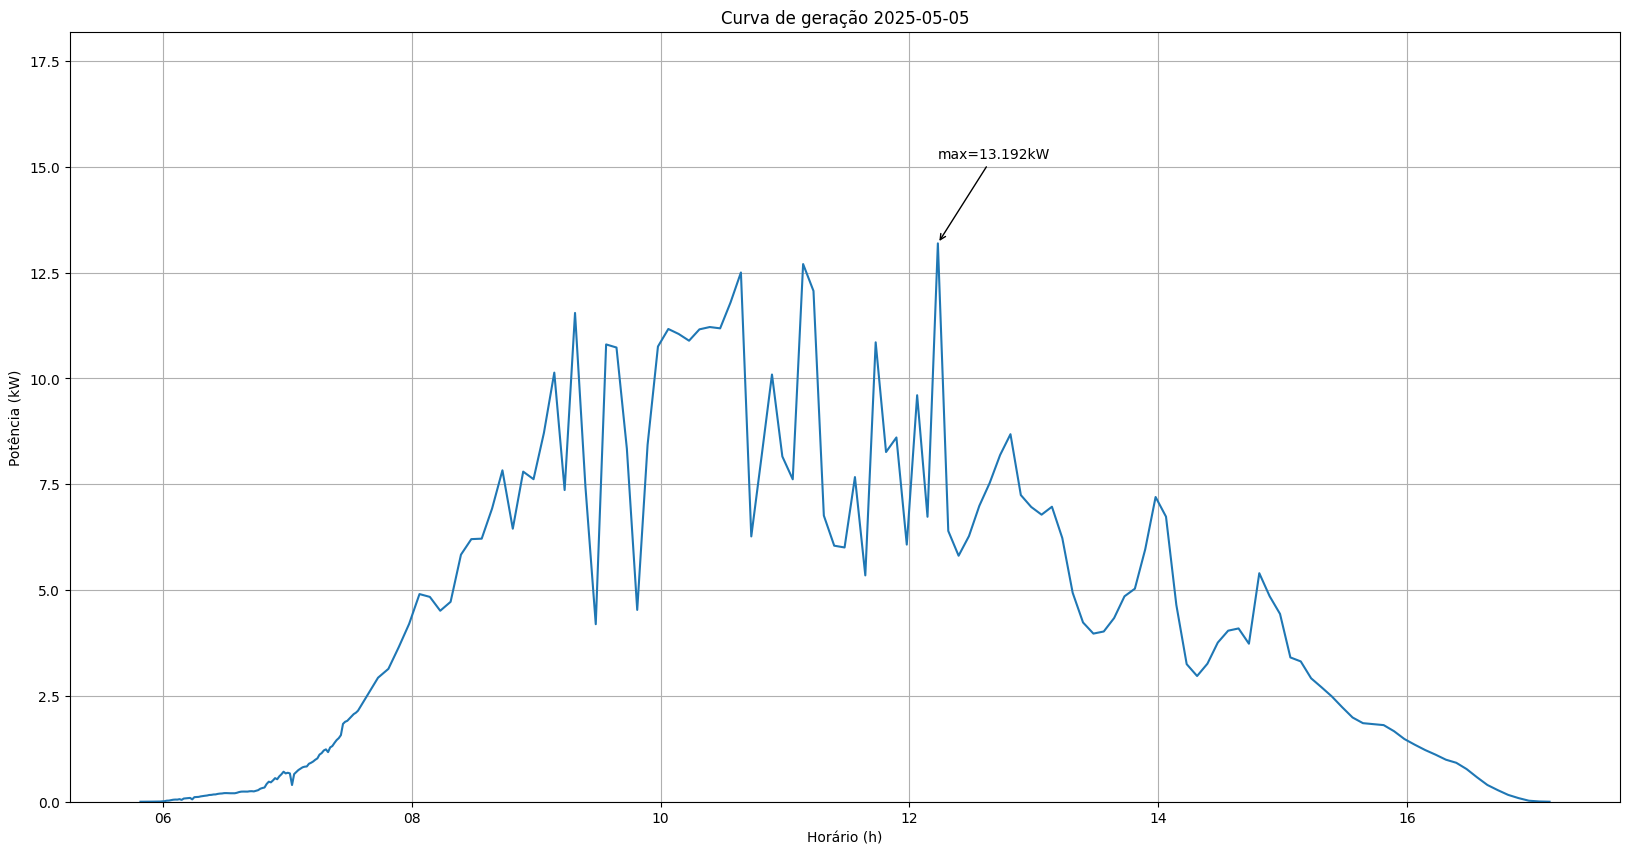 Curva de geração 2025-05-05
17.5
15.0
12.5
10.0
7.5
5.0
2.5
0.0
Potência (kW)
max=13.192kW
06 08 10 12 14 16
Horário (h)